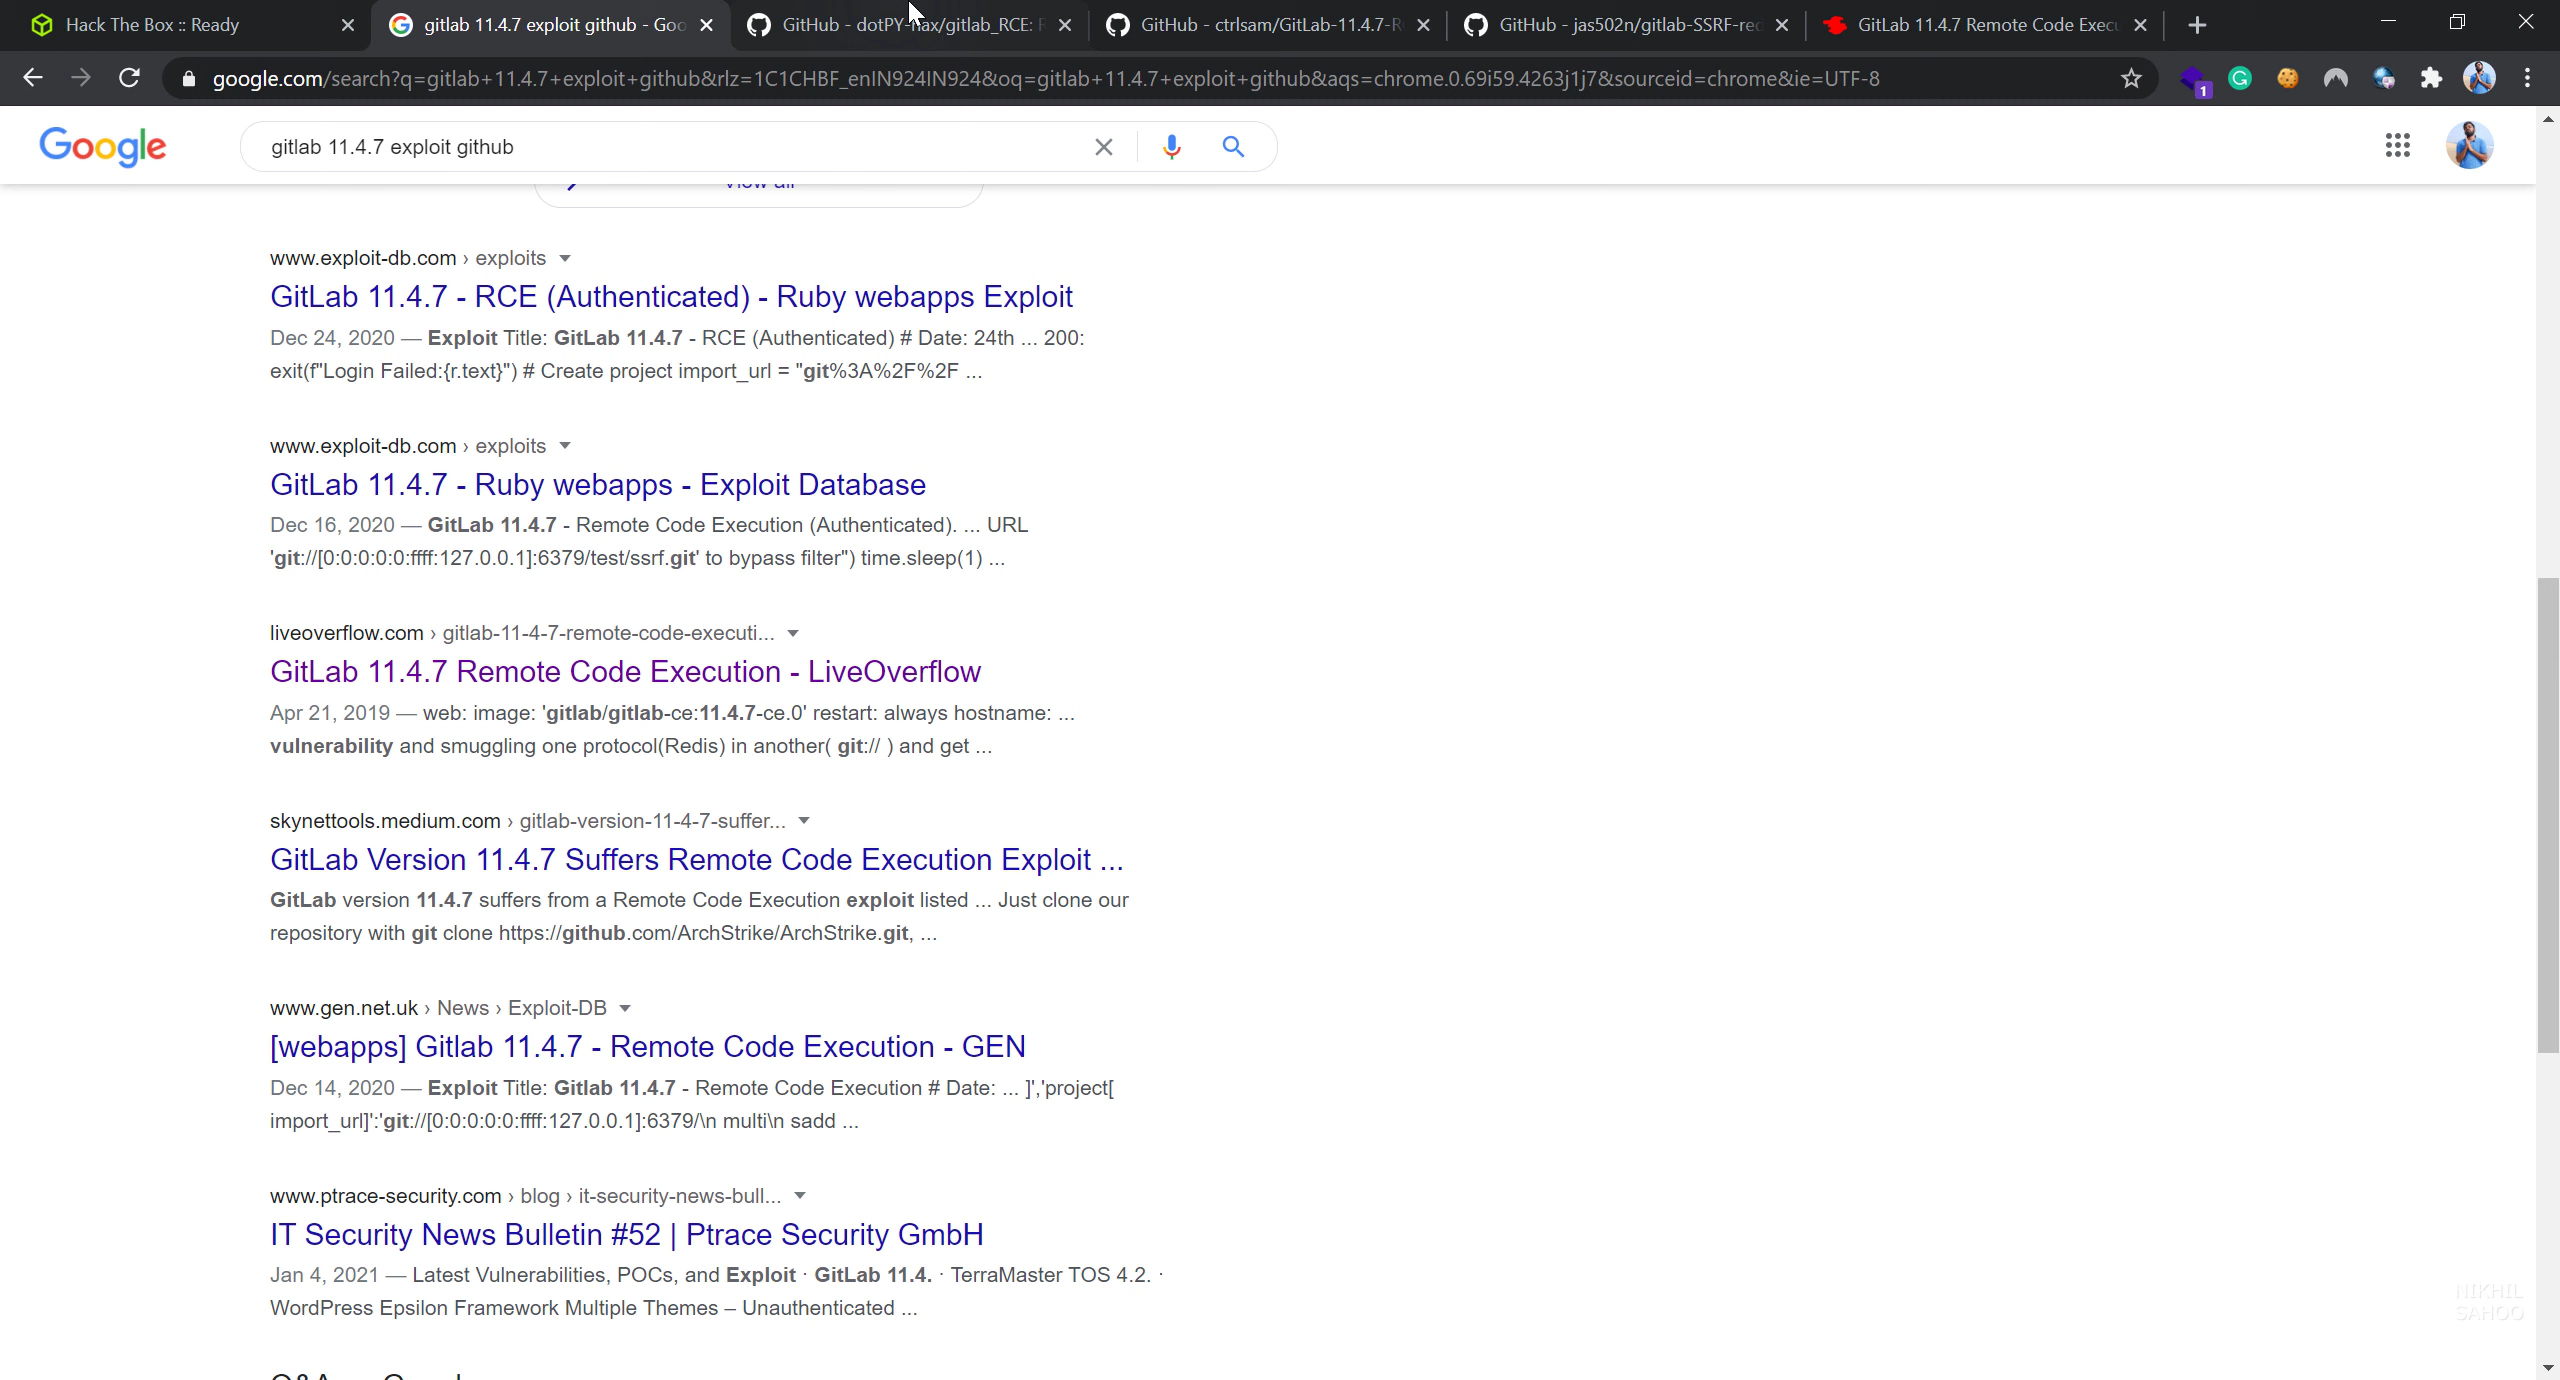 Hack The Box :: Ready
gitlab 11.4.7 exploit github - Goo
GitHub - dotPY-hax/gitlab_RCE: R
GitHub - ctrlsam/GitLab-11.4.7-R
GitHub - jas502n/gitlab-SSRF-red
GitLab 11.4.7 Remote Code Execu
google.com/search?q=gitlab+11.4.7+exploit+github&rlz=1C1CHBF_enIN924IN924&oq=gitlab+11.4.7+exploit+github&aqs=chrome.0.69i59.4263j1j7&sourceid=chrome&ie=UTF-8
1
Google
gitlab 11.4.7 exploit github
View all
www.exploit-db.com › exploits
GitLab 11.4.7 - RCE (Authenticated) - Ruby webapps Exploit
Dec 24, 2020 — Exploit Title: GitLab 11.4.7 - RCE (Authenticated) # Date: 24th ... 200:
exit(f"Login Failed:{r.text}") # Create project import_url = "git%3A%2F%2F ...
www.exploit-db.com › exploits
GitLab 11.4.7 - Ruby webapps - Exploit Database
Dec 16, 2020 — GitLab 11.4.7 - Remote Code Execution (Authenticated). ... URL
'git://[0:0:0:0:0:ffff:127.0.0.1]:6379/test/ssrf.git' to bypass filter") time.sleep(1) ...
liveoverflow.com › gitlab-11-4-7-remote-code-executi...
GitLab 11.4.7 Remote Code Execution - LiveOverflow
Apr 21, 2019 — web: image: 'gitlab/gitlab-ce:11.4.7-ce.0' restart: always hostname: ...
vulnerability and smuggling one protocol(Redis) in another( git:// ) and get ...
skynettools.medium.com › gitlab-version-11-4-7-suffer...
GitLab Version 11.4.7 Suffers Remote Code Execution Exploit ...
GitLab version 11.4.7 suffers from a Remote Code Execution exploit listed ... Just clone our
repository with git clone https://github.com/ArchStrike/ArchStrike.git, ...
www.gen.net.uk › News › Exploit-DB
[webapps] Gitlab 11.4.7 - Remote Code Execution - GEN
Dec 14, 2020 — Exploit Title: Gitlab 11.4.7 - Remote Code Execution # Date: ... ]','project[
import_url]':'git://[0:0:0:0:0:ffff:127.0.0.1]:6379/\n multi\n sadd ...
www.ptrace-security.com › blog › it-security-news-bull...
IT Security News Bulletin #52 | Ptrace Security GmbH
Jan 4, 2021 — Latest Vulnerabilities, POCs, and Exploit · GitLab 11.4. · TerraMaster TOS 4.2. ·
WordPress Epsilon Framework Multiple Themes – Unauthenticated ...
NIKHIL
SAHOO